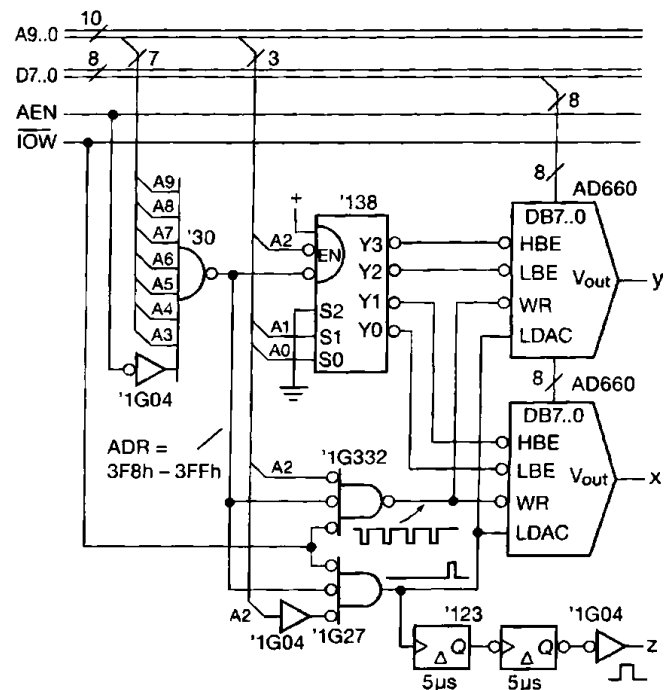 A9..0 10 7 3
D7..0 8 8
AEN
IOW
8 AD660
'30 '138
A9
A8
A7
A6
A5
A4
A3
'1G04
+
A2
EN
A1
A0
S2
S1
S0
Y3
Y2
Y1
Y0
DB7..0
HBE
LBE
WR
LDAC
Vout
y
8 AD660
DB7..0
HBE
LBE
WR
LDAC
Vout
x
ADR =
3F8h – 3FFh
A2 '1G332
A2 '1G04 '1G27
'123 '1G04
Q Q z
5µs 5µs